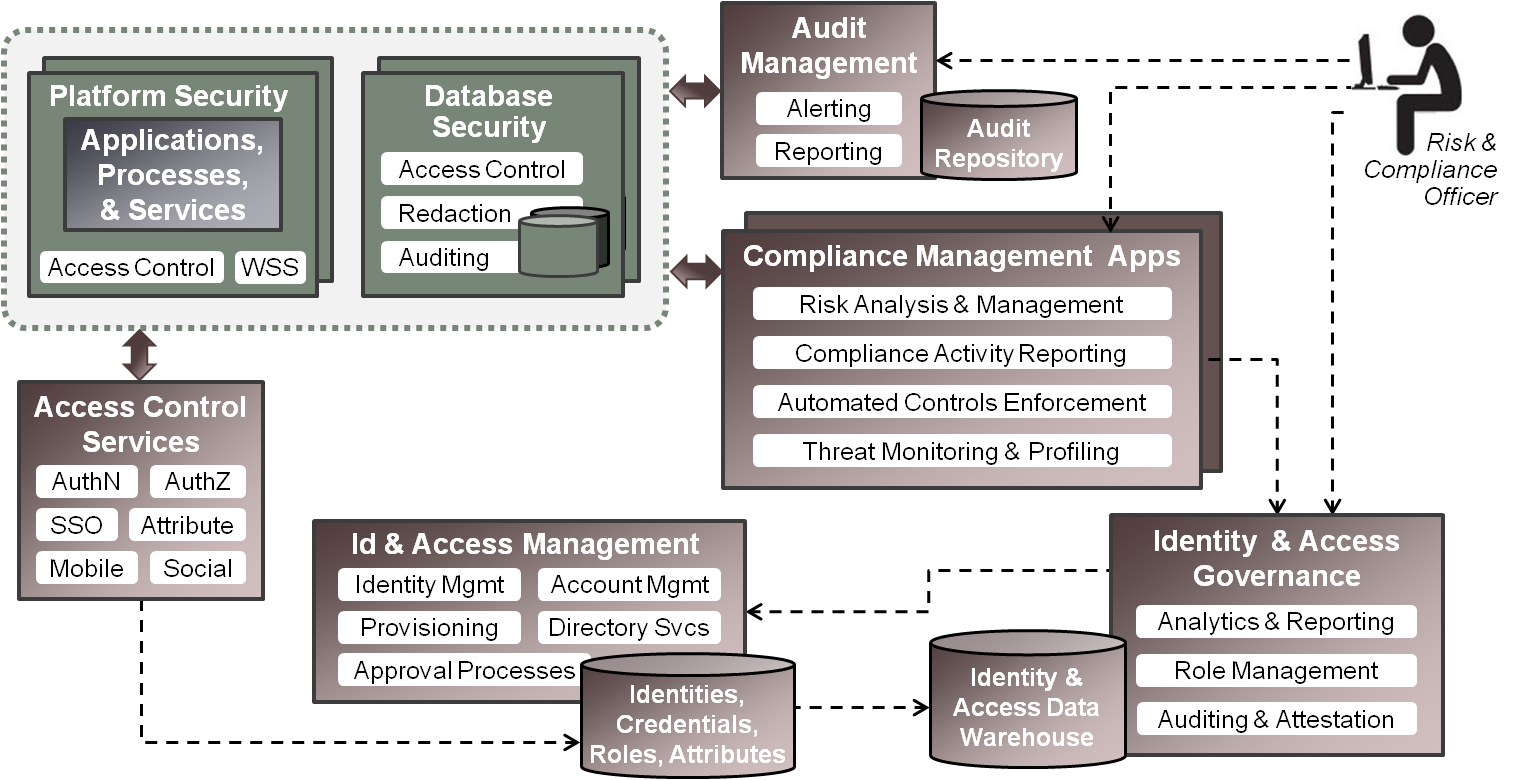 Platform Security
Applications,
Processes,
& Services
Access Control
WSS
Database
Security
Access Control
Redaction
Auditing
Audit
Management
Alerting
Reporting
Audit
Repository
Risk &
Compliance
Officer
Compliance Management Apps
Risk Analysis & Management
Compliance Activity Reporting
Automated Controls Enforcement
Threat Monitoring & Profiling
Access Control
Services
AuthN
AuthZ
SSO
Attribute
Mobile
Social
Id & Access Management
Identity Mgmt
Account Mgmt
Provisioning
Directory Svcs
Approval Processes
Identities,
Credentials,
Roles, Attributes
Identity &
Access Data
Warehouse
Identity & Access
Governance
Analytics & Reporting
Role Management
Auditing & Attestation